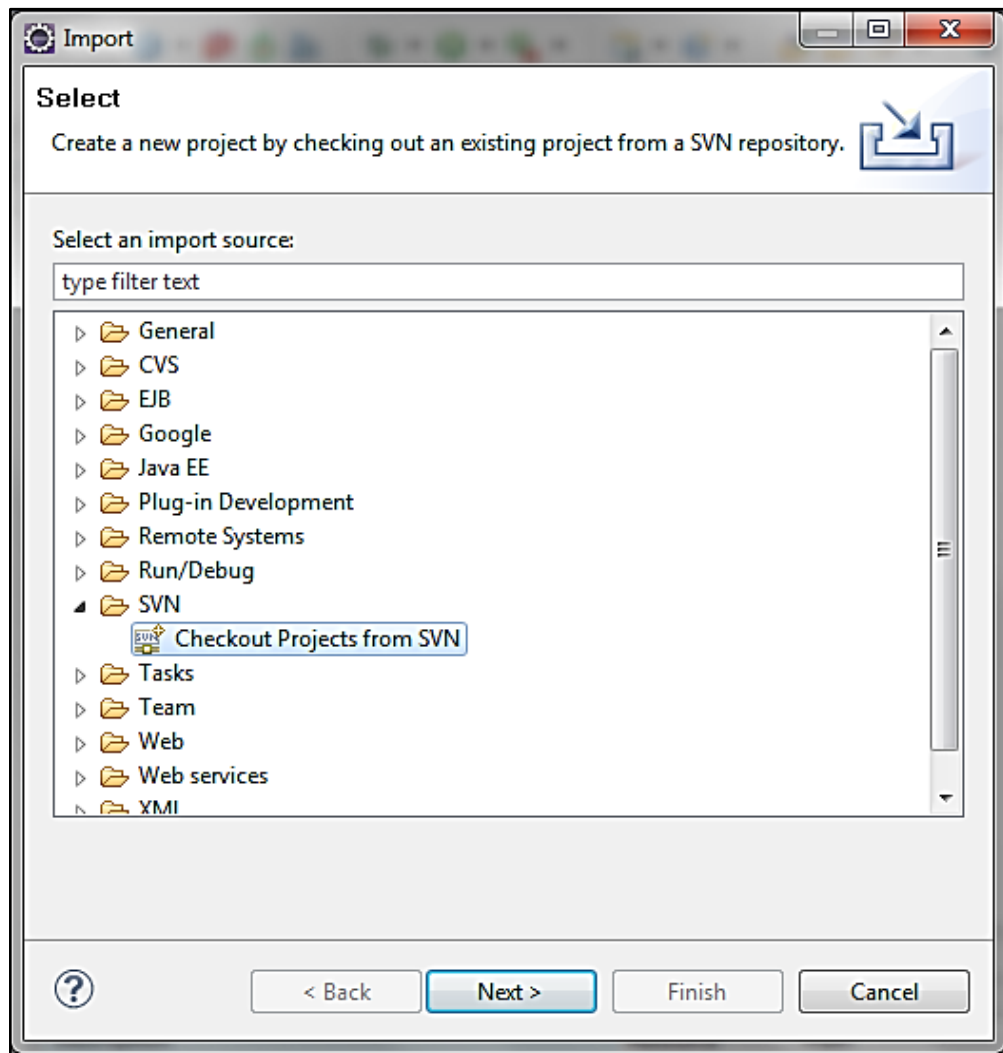 Import
Select
Create a new project by checking out an existing project from a SVN repository.
Select an import source:
type filter text
General
CVS
EJB
Google
Java EE
Plug-in Development
Remote Systems
Run/Debug
SVN
SVN Checkout Projects from SVN
Tasks
Team
Web
Web services
XML
? < Back Next > Finish Cancel